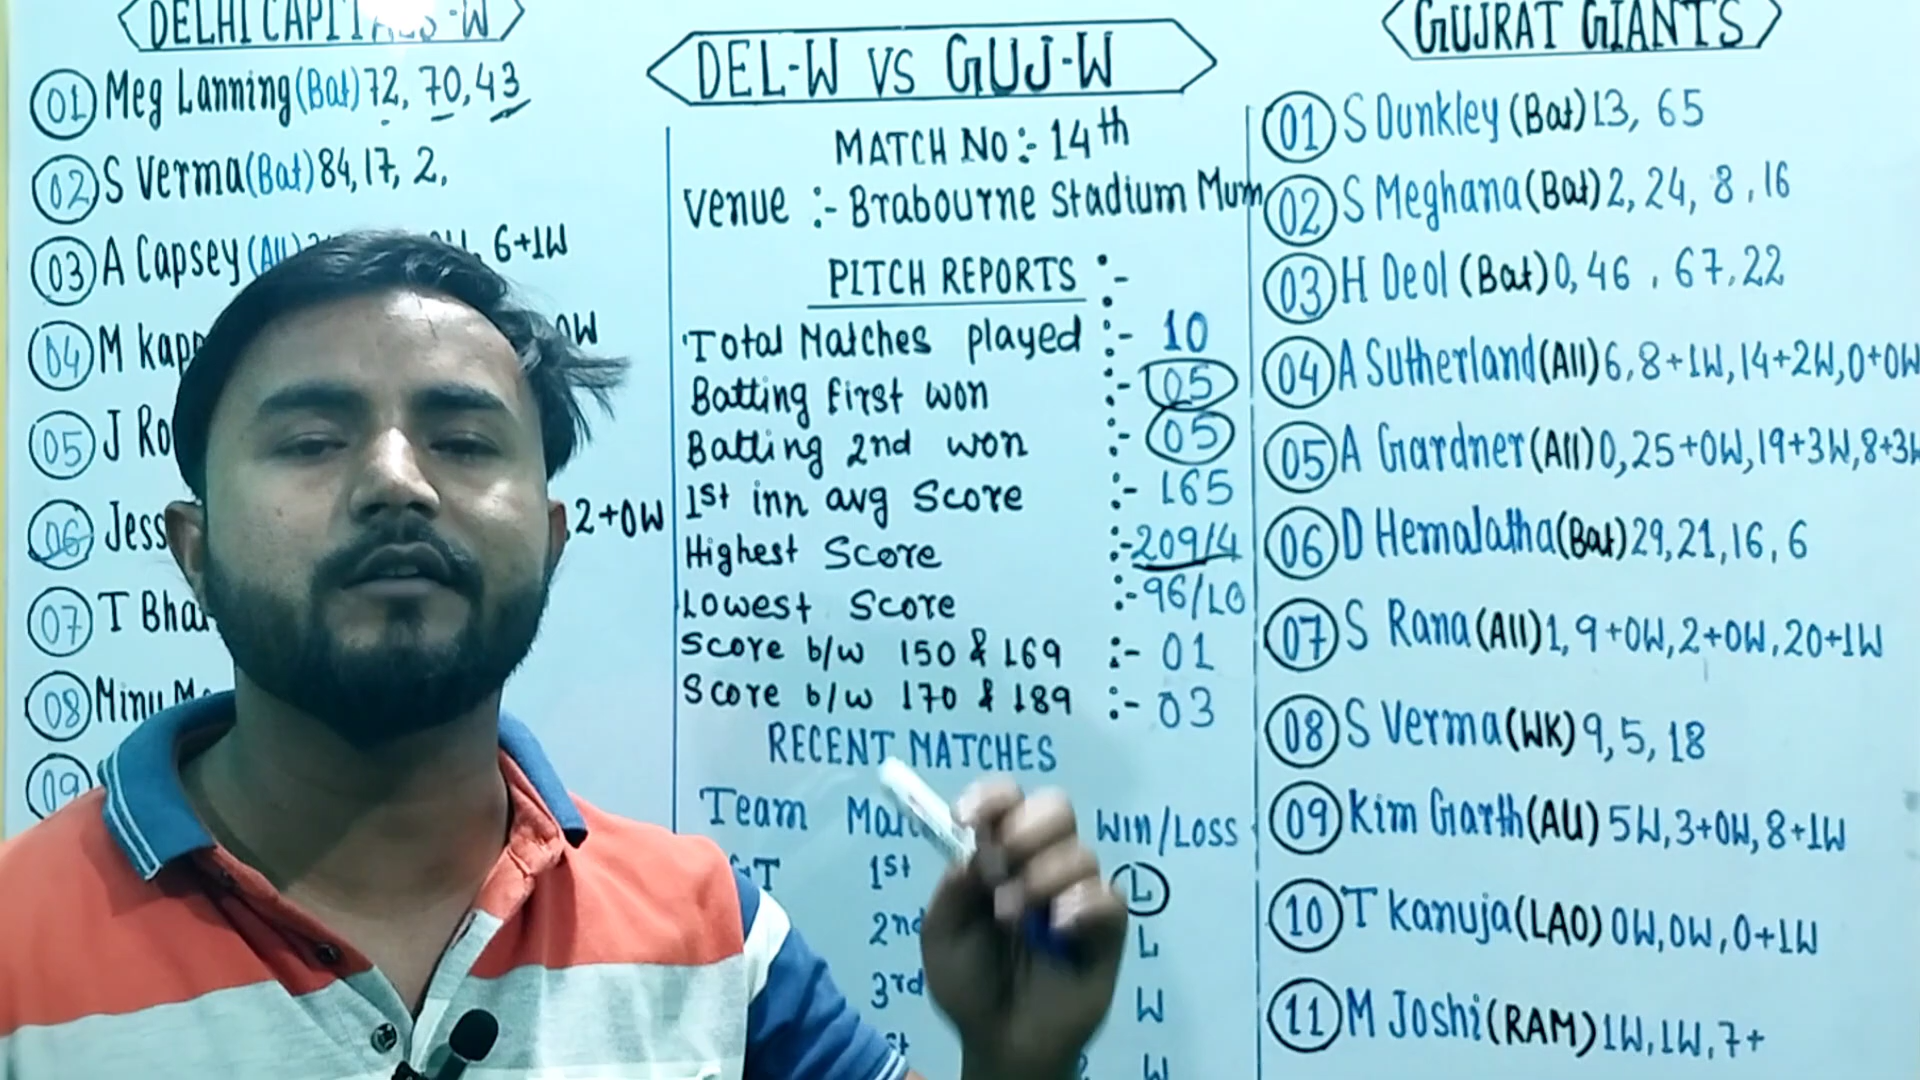 DELHI CAPITALS-W
01 Meg Lanning (Bat) 72, 70, 43
02 S Verma (Bat) 84, 17, 2,
03 A Capsey (All) 6+1W
04 M kapp 0W
05 J Ro
06 Jess 2+0W
07 T Bha
08 Minu M
09
DEL-W VS GUJ-W
MATCH NO :- 14th
Venue :- Brabourne Stadium Mum
PITCH REPORTS :-
Total Matches played :- 10
Batting first won :- 05
Batting 2nd won :- 05
1st inn avg Score :- 165
Highest Score :- 209/4
Lowest Score :- 96/10
Score b/w 150 & 169 :- 01
Score b/w 170 & 189 :- 03
RECENT MATCHES
Team Mat WIN/LOSS
GT 1st L
2nd L
3rd W
st W
GUJRAT GIANTS
01 S Dunkley (Bat) 13, 65
02 S Meghana (Bat) 2, 24, 8, 16
03 H Deol (Bat) 0, 46, 67, 22
04 A Sutherland (All) 6, 8+1W, 14+2W, 0+0W
05 A Gardner (All) 0, 25+0W, 19+3W, 8+3W
06 D Hemalatha (Bat) 29, 21, 16, 6
07 S Rana (All) 1, 9+0W, 2+0W, 20+1W
08 S Verma (WK) 9, 5, 18
09 Kim Garth (All) 5W, 3+0W, 8+1W
10 T kanuja (LAO) 0W, 0W, 0+1W
11 M Joshi (RAM) 1W, 1W, 7+